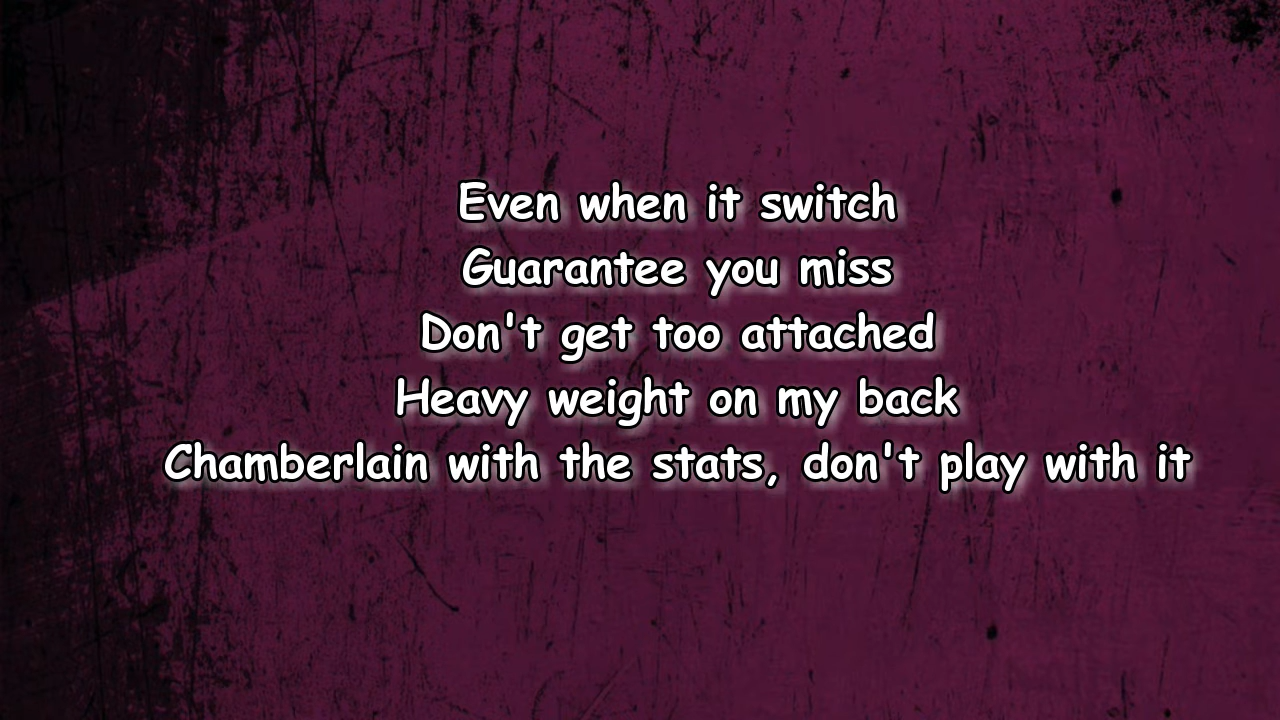 Even when it switch
Guarantee you miss
Don't get too attached
Heavy weight on my back
Chamberlain with the stats, don't play with it